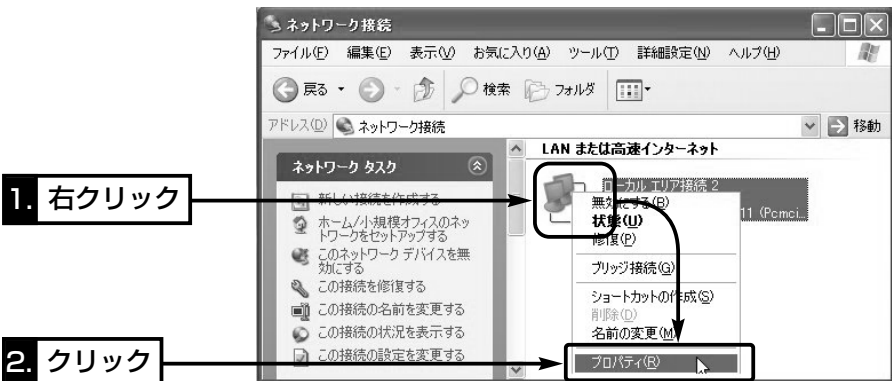 ネットワーク接続
ファイル(F) 編集(E) 表示(V) お気に入り(A) ツール(T) 詳細設定(N) ヘルプ(H)
戻る 検索 フォルダ
アドレス(D) ネットワーク接続 移動
ネットワーク タスク
新しい接続を作成する
ホーム/小規模オフィスのネッ
トワークをセットアップする
このネットワーク デバイスを無
効にする
この接続を修復する
この接続の名前を変更する
この接続の状況を表示する
この接続の設定を変更する
LAN または高速インターネット
ローカル エリア接続 2
11 (Pcmci...
無効にする(B)
状態(U)
修復(P)
ブリッジ接続(G)
ショートカットの作成(S)
削除(D)
名前の変更(M)
プロパティ(R)
1. 右クリック
2. クリック